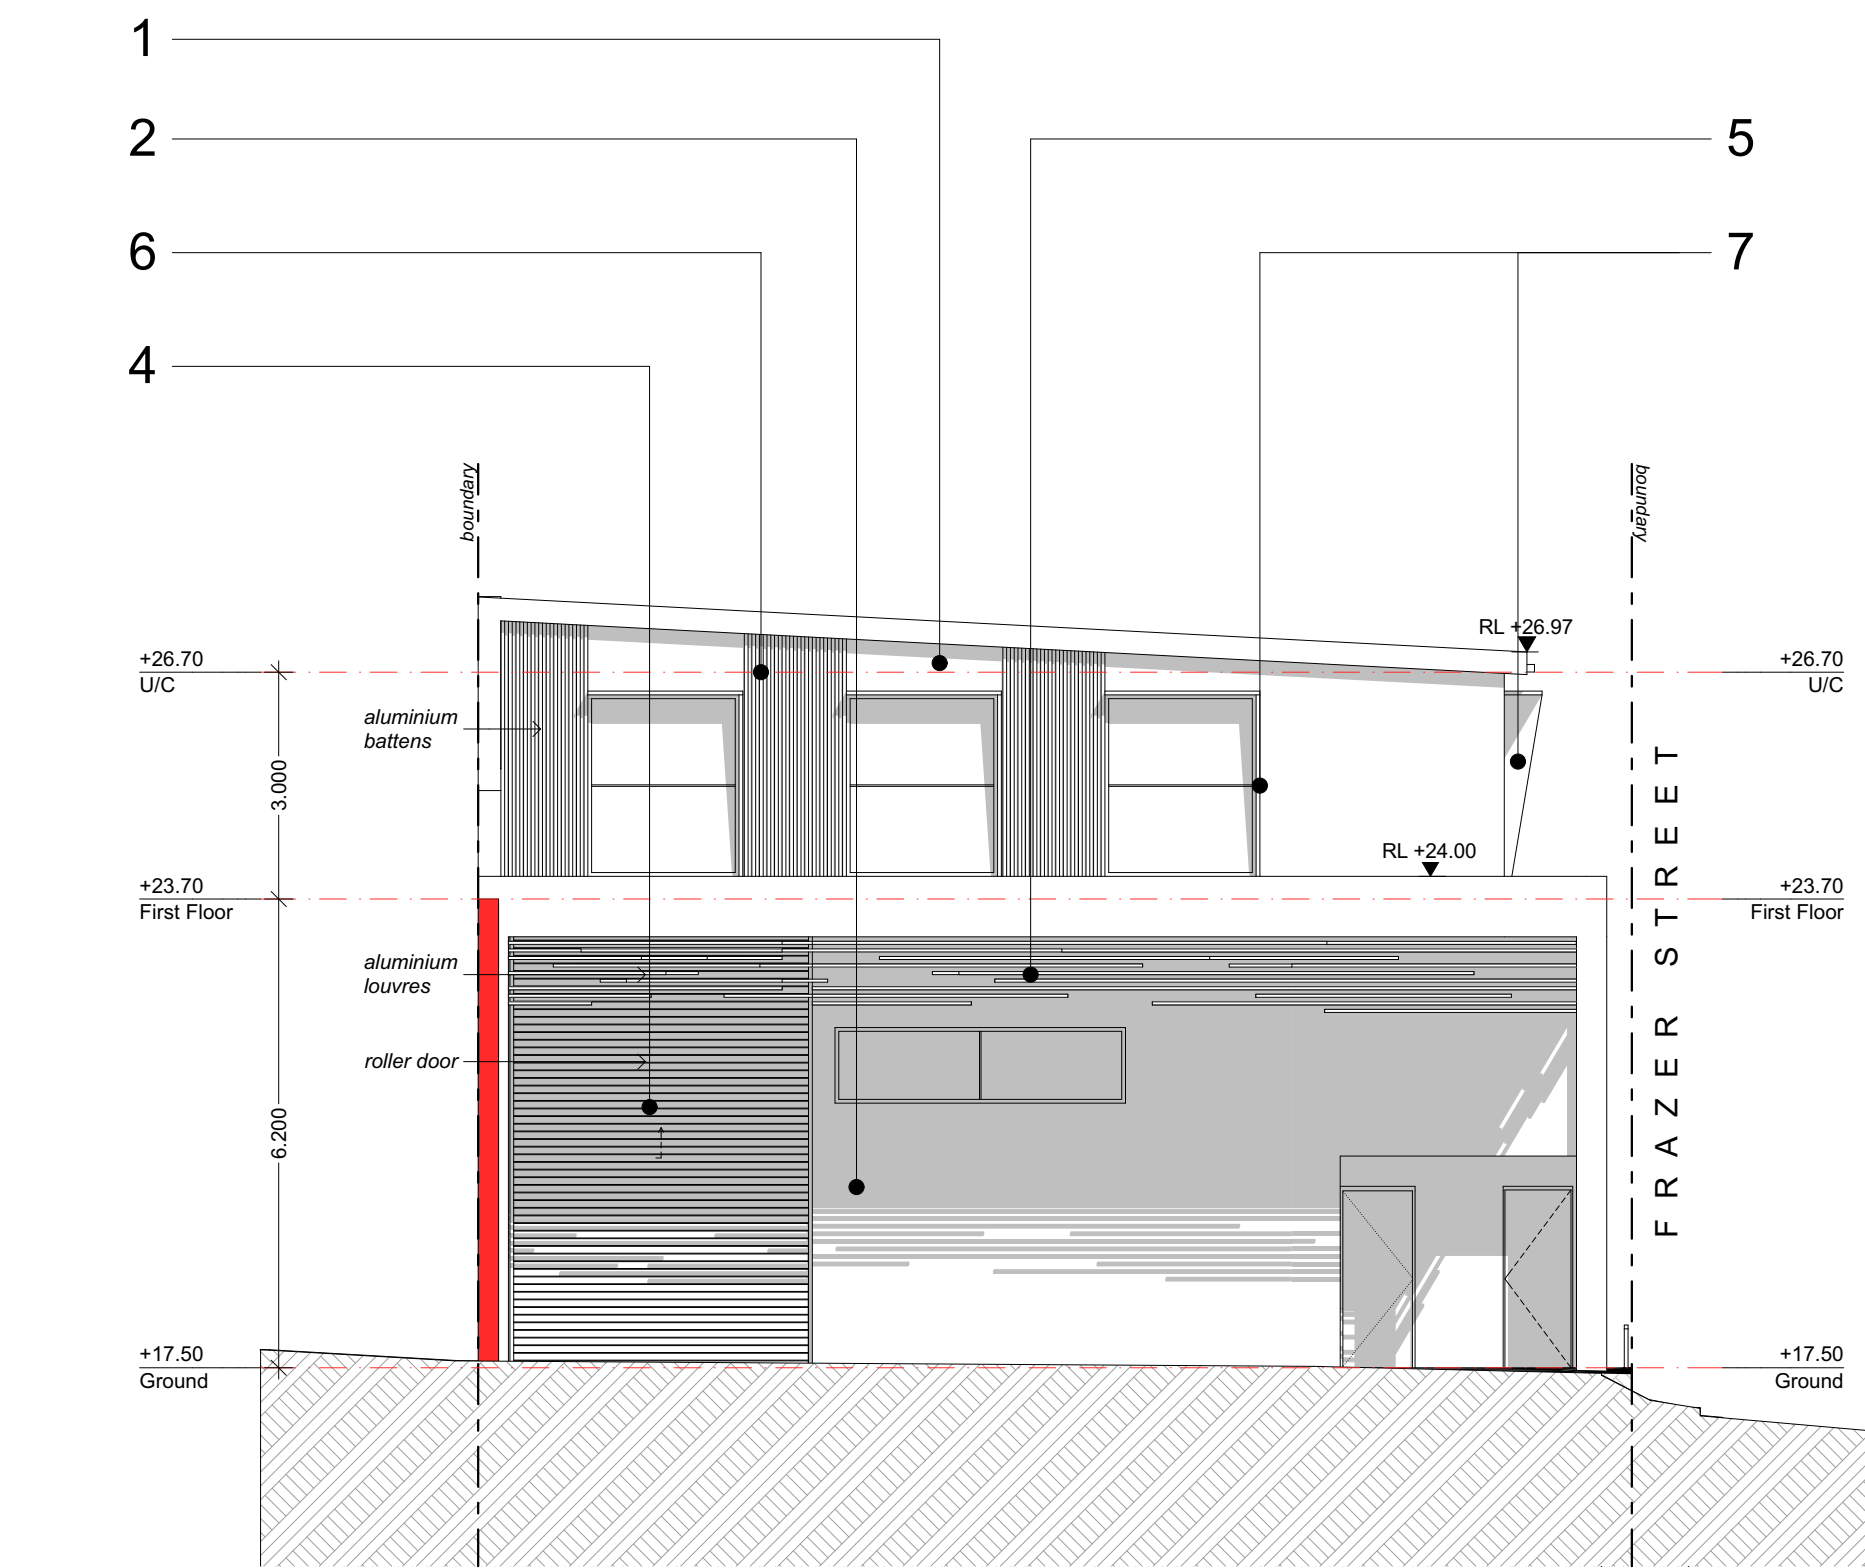 1
2
5
6
7
4
boundary
boundary
RL +26.97
+26.70
U/C
+26.70
U/C
aluminium
battens
3.000
RL +24.00
+23.70
First Floor
+23.70
First Floor
FRAZER STREET
aluminium
louvres
roller door
6.200
+17.50
Ground
+17.50
Ground